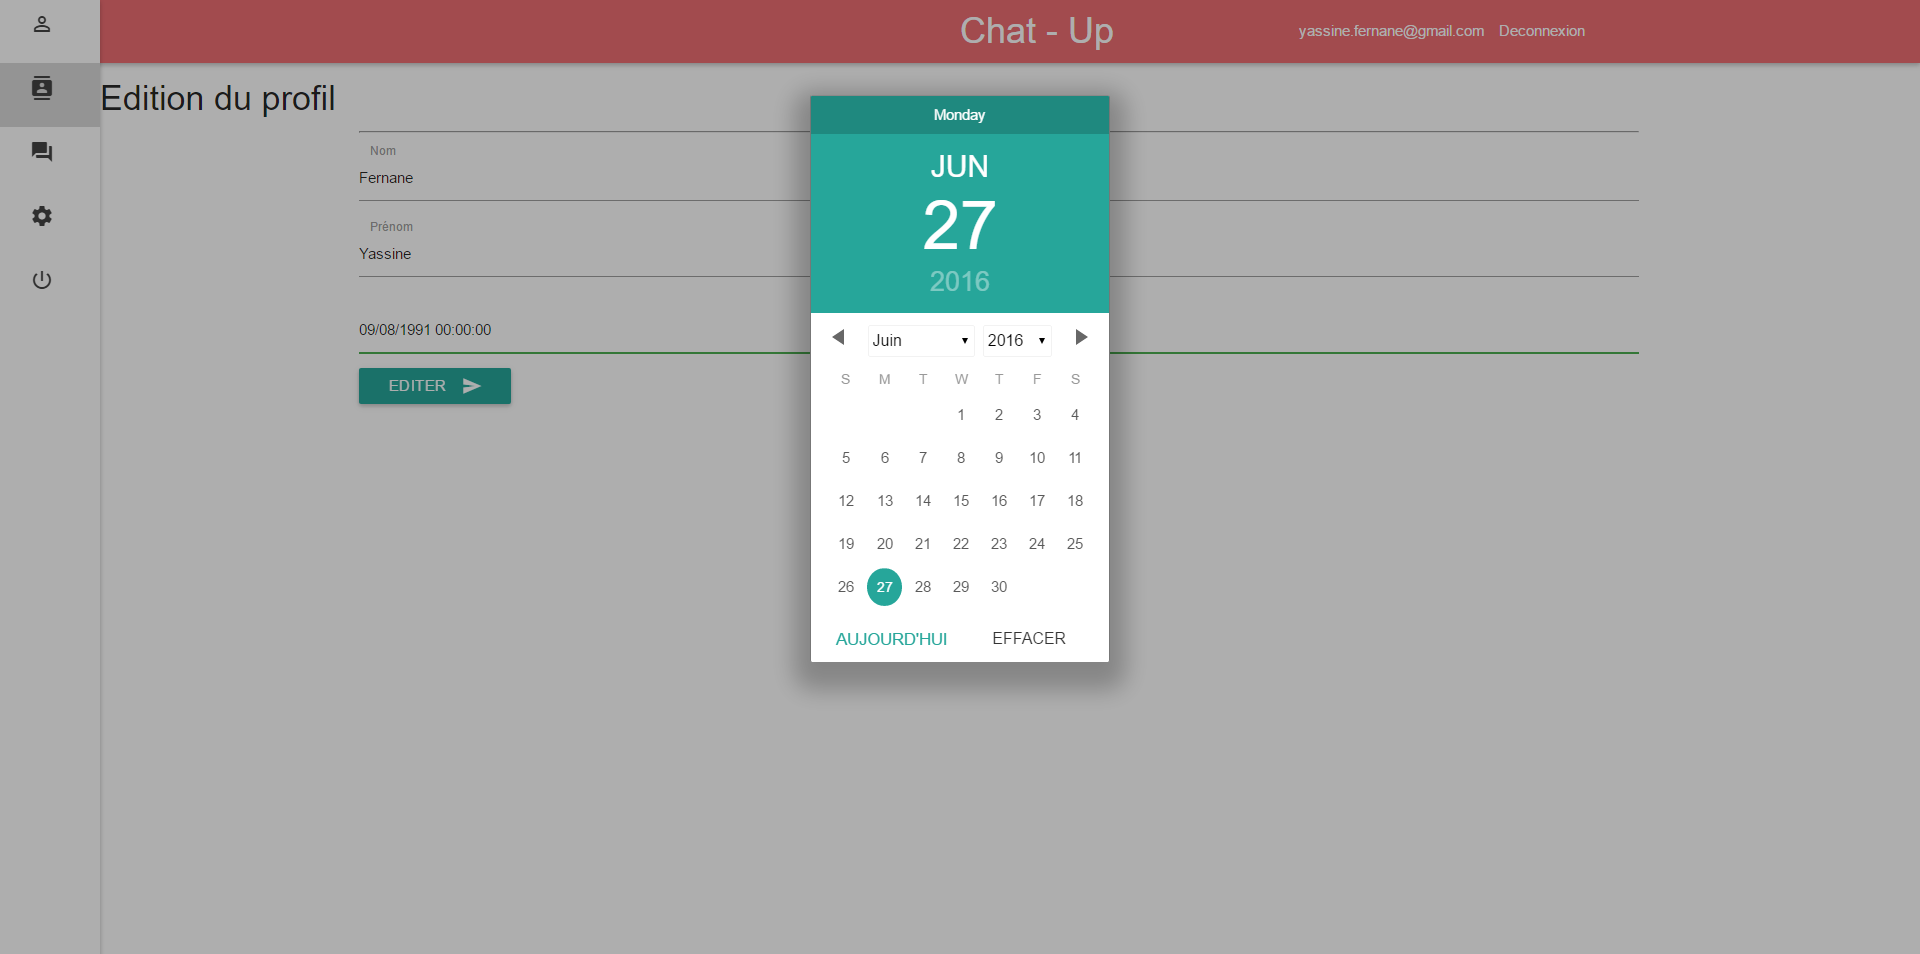 Chat - Up
yassine.fernane@gmail.com Deconnexion
Edition du profil
Nom
Fernane
Prènom
Yassine
09/08/1991 00:00:00
EDITER
Monday
JUN
27
2016
Juin 2016
S M T W T F S
1 2 3 4
5 6 7 8 9 10 11
12 13 14 15 16 17 18
19 20 21 22 23 24 25
26 27 28 29 30
AUJOURD'HUI EFFACER